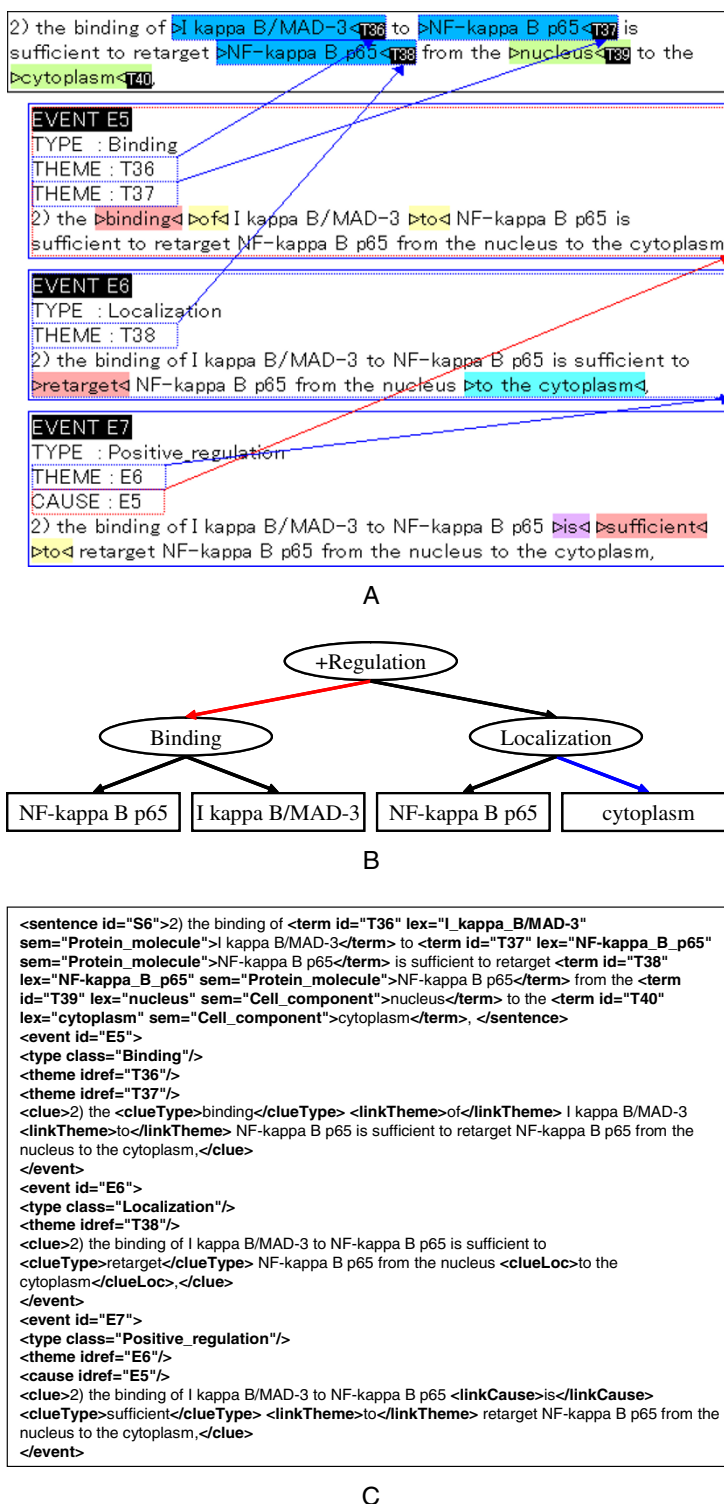 2) the binding of ▷I kappa B/MAD-3◁T36 to ▷NF-kappa B p65◁T37 is
sufficient to retarget ▷NF-kappa B p65◁T38 from the ▷nucleus◁T39 to the
▷cytoplasm◁T40,
EVENT E5
TYPE : Binding
THEME : T36
THEME : T37
2) the ▷binding◁ ▷of◁ I kappa B/MAD-3 ▷to◁ NF-kappa B p65 is
sufficient to retarget NF-kappa B p65 from the nucleus to the cytoplasm
EVENT E6
TYPE : Localization
THEME : T38
2) the binding of I kappa B/MAD-3 to NF-kappa B p65 is sufficient to
▷retarget◁ NF-kappa B p65 from the nucleus ▷to the cytoplasm◁,
EVENT E7
TYPE : Positive_regulation
THEME : E6
CAUSE : E5
2) the binding of I kappa B/MAD-3 to NF-kappa B p65 ▷is◁ ▷sufficient◁
▷to◁ retarget NF-kappa B p65 from the nucleus to the cytoplasm,
A
+Regulation
Binding Localization
NF-kappa B p65 I kappa B/MAD-3 NF-kappa B p65 cytoplasm
B
<sentence id="S6">2) the binding of <term id="T36" lex="I_kappa_B/MAD-3"
sem="Protein_molecule">I kappa B/MAD-3</term> to <term id="T37" lex="NF-kappa_B_p65"
sem="Protein_molecule">NF-kappa B p65</term> is sufficient to retarget <term id="T38"
lex="NF-kappa_B_p65" sem="Protein_molecule">NF-kappa B p65</term> from the <term
id="T39" lex="nucleus" sem="Cell_component">nucleus</term> to the <term id="T40"
lex="cytoplasm" sem="Cell_component">cytoplasm</term>, </sentence>
<event id="E5">
<type class="Binding"/>
<theme idref="T36"/>
<theme idref="T37"/>
<clue>2) the <clueType>binding</clueType> <linkTheme>of</linkTheme> I kappa B/MAD-3
<linkTheme>to</linkTheme> NF-kappa B p65 is sufficient to retarget NF-kappa B p65 from the
nucleus to the cytoplasm,</clue>
</event>
<event id="E6">
<type class="Localization"/>
<theme idref="T38"/>
<clue>2) the binding of I kappa B/MAD-3 to NF-kappa B p65 is sufficient to
<clueType>retarget</clueType> NF-kappa B p65 from the nucleus <clueLoc>to the
cytoplasm</clueLoc>,</clue>
</event>
<event id="E7">
<type class="Positive_regulation"/>
<theme idref="E6"/>
<cause idref="E5"/>
<clue>2) the binding of I kappa B/MAD-3 to NF-kappa B p65 <linkCause>is</linkCause>
<clueType>sufficient</clueType> <linkTheme>to</linkTheme> retarget NF-kappa B p65 from the
nucleus to the cytoplasm,</clue>
</event>
C